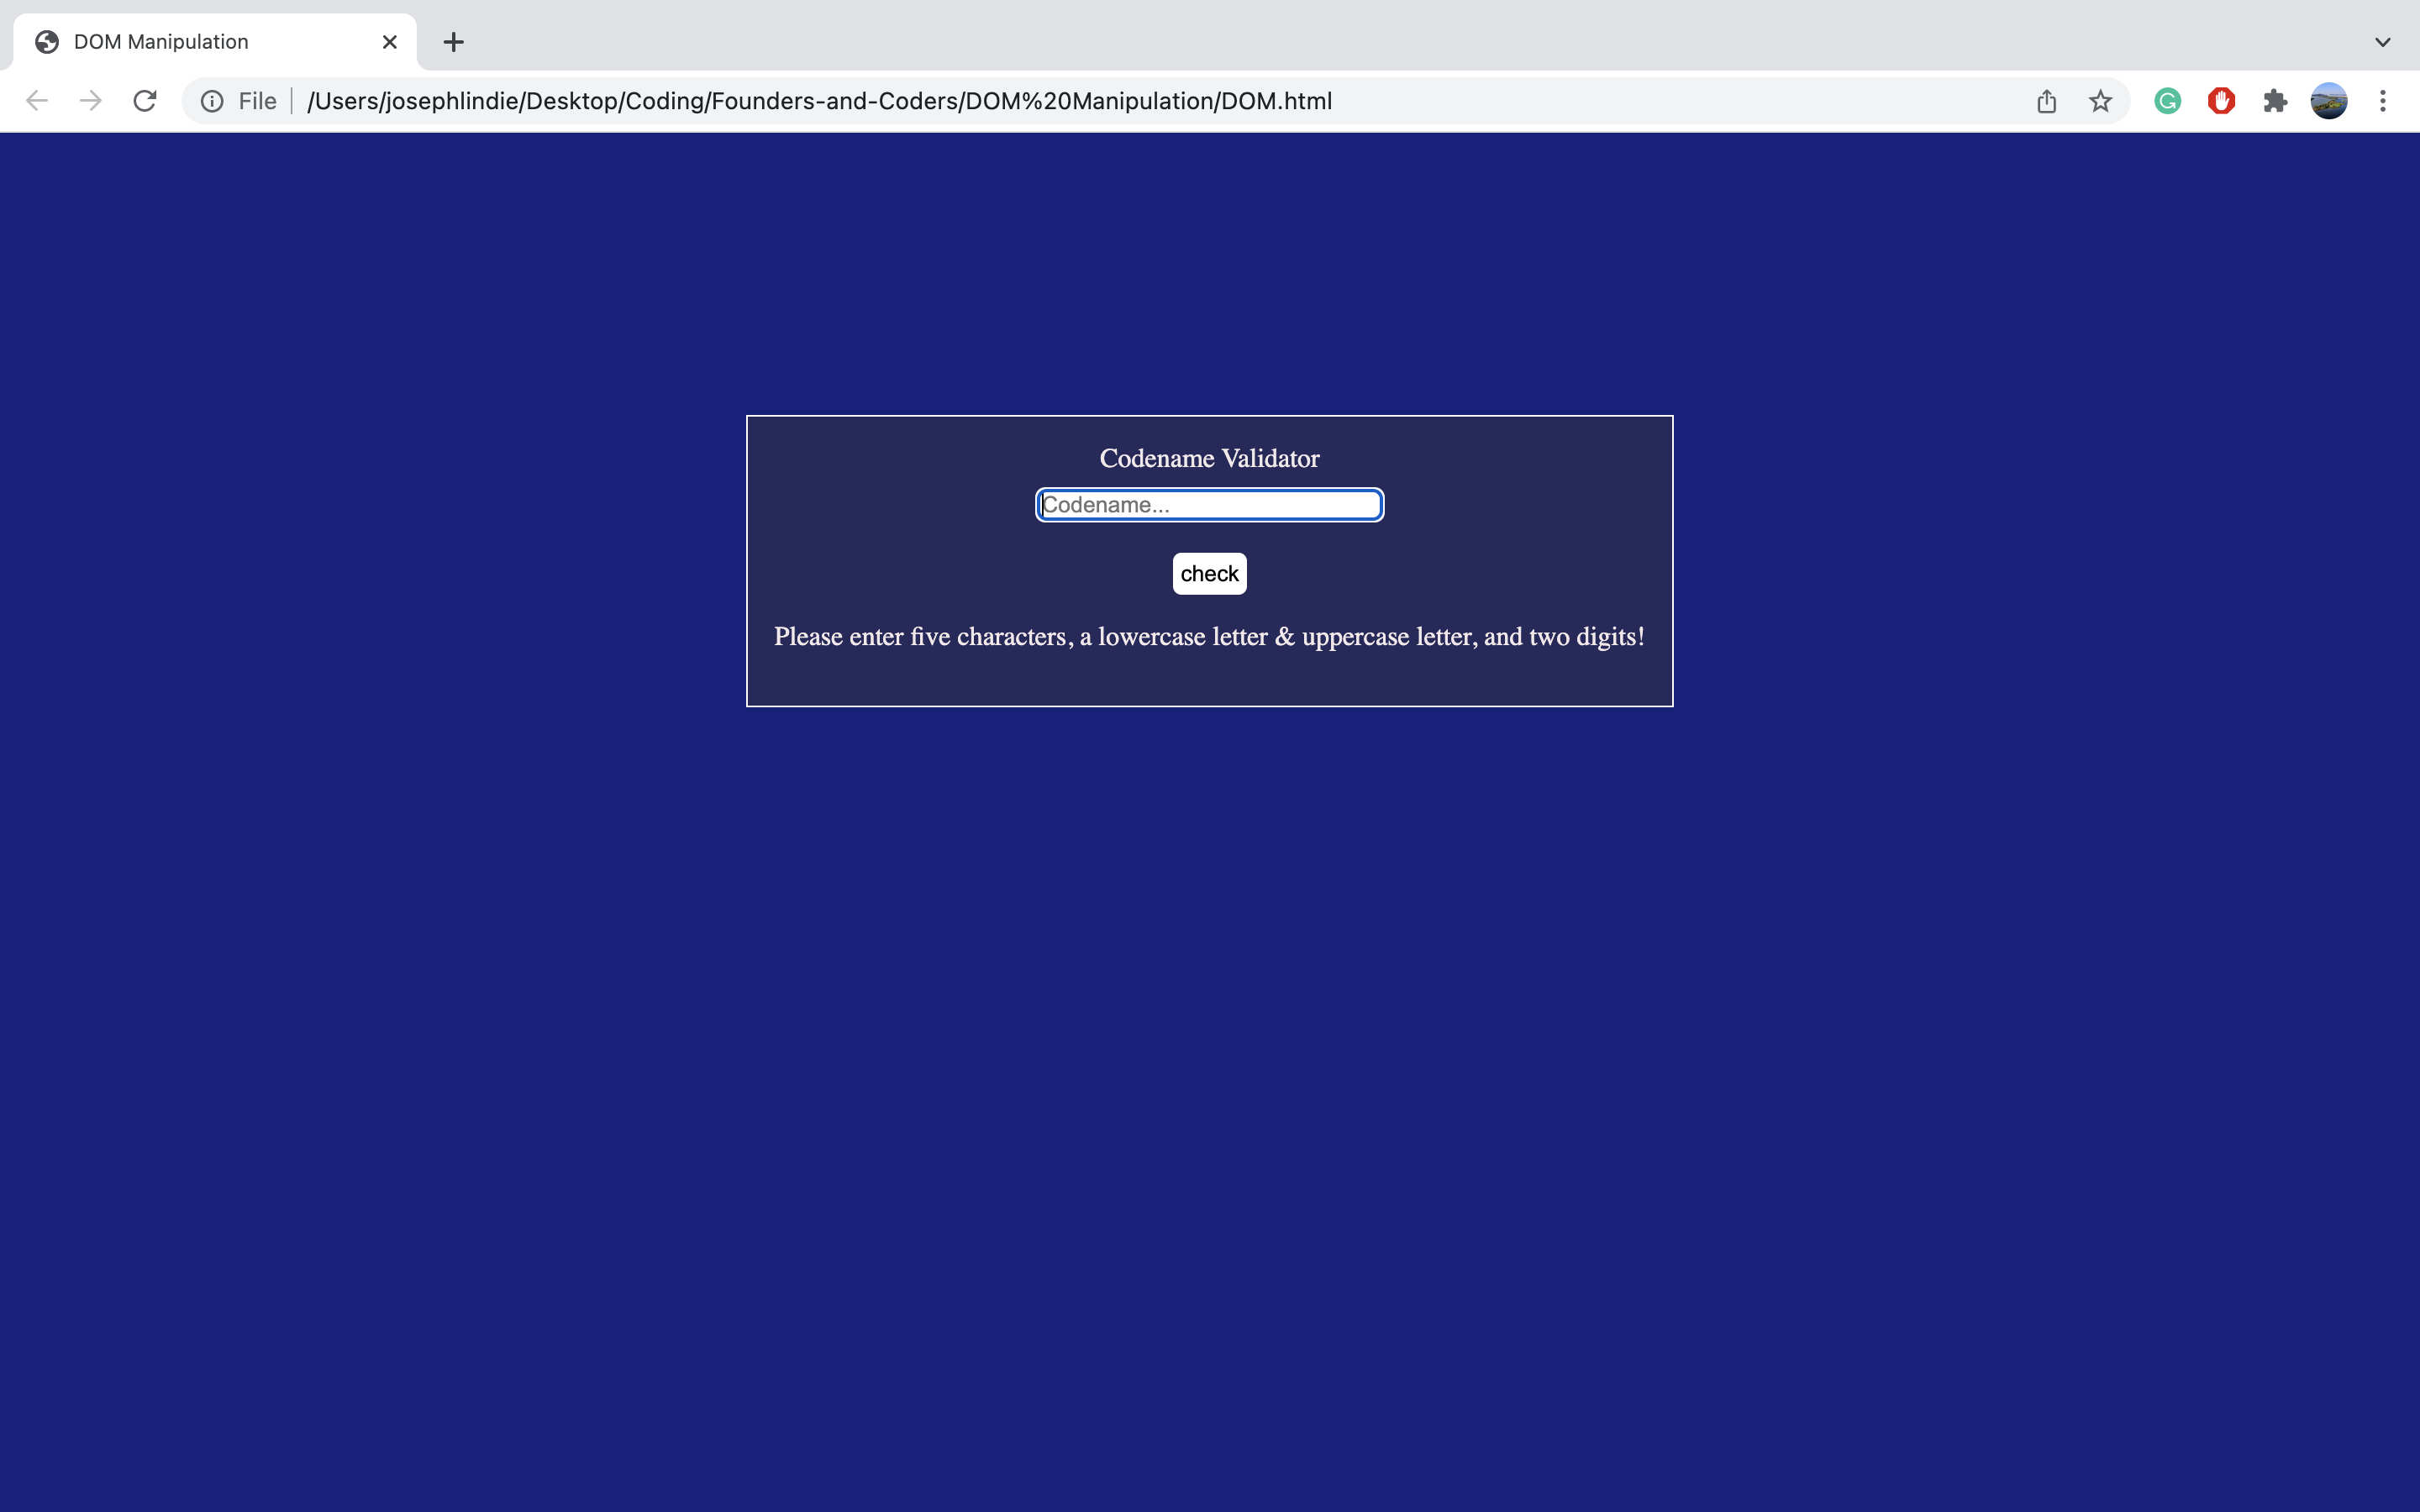 DOM Manipulation
File /Users/josephlindie/Desktop/Coding/Founders-and-Coders/DOM%20Manipulation/DOM.html
Codename Validator
Codename...
check
Please enter five characters, a lowercase letter & uppercase letter, and two digits!